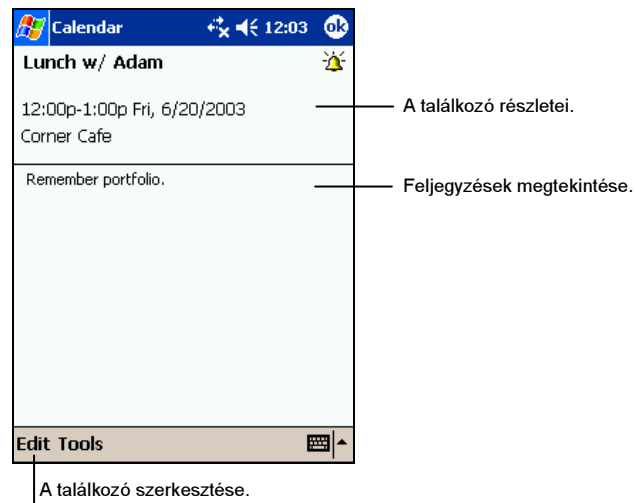 Calendar 12:03 ok
Lunch w/ Adam
12:00p-1:00p Fri, 6/20/2003
A találkozó részletei.
Corner Cafe
Remember portfolio.
Feljegyzések megtekintése.
Edit Tools
A találkozó szerkesztése.